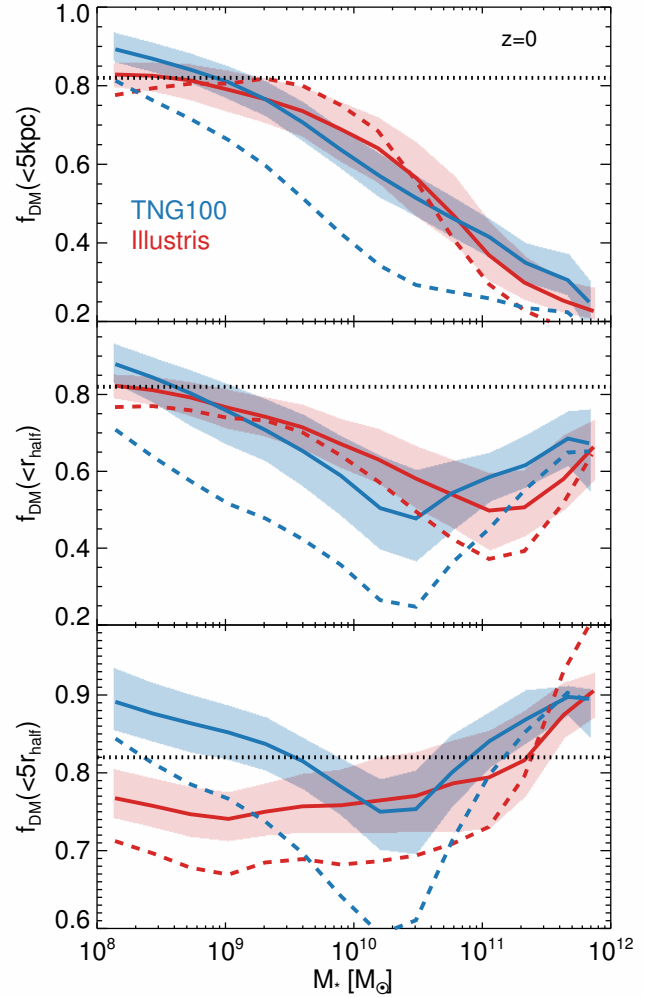 z=0
1.0
0.8
0.6
0.4
0.2
f_DM(<5kpc)
TNG100
Illustris
0.8
0.6
0.4
0.2
f_DM(<r_half)
0.9
0.8
0.7
0.6
f_DM(<5r_half)
10^8 10^9 10^10 10^11 10^12
M_* [M_⊙]